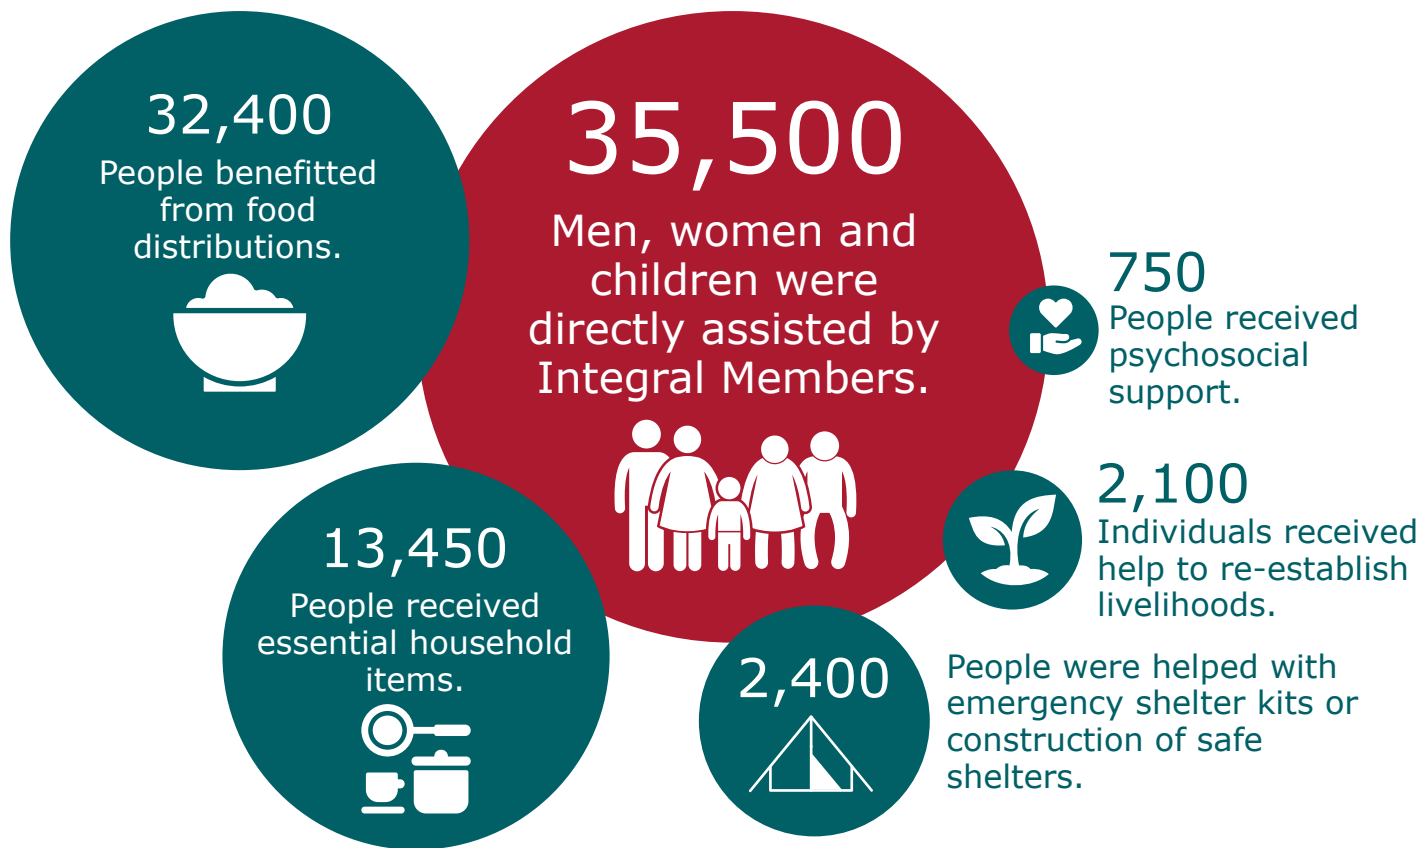 32,400
People benefitted
from food
distributions.
35,500
Men, women and
children were
directly assisted by
Integral Members.
750
People received
psychosocial
support.
2,100
Individuals received
help to re-establish
livelihoods.
13,450
People received
essential household
items.
2,400
People were helped with
emergency shelter kits or
construction of safe
shelters.